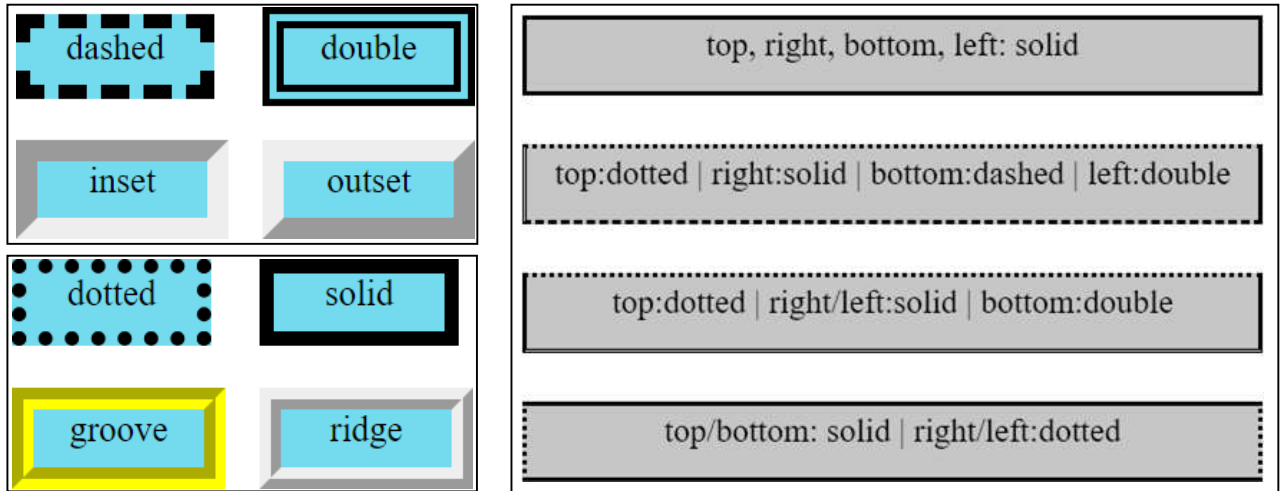 dashed
double
inset
outset
dotted
solid
groove
ridge
top, right, bottom, left: solid
top:dotted | right:solid | bottom:dashed | left:double
top:dotted | right/left:solid | bottom:double
top/bottom: solid | right/left:dotted